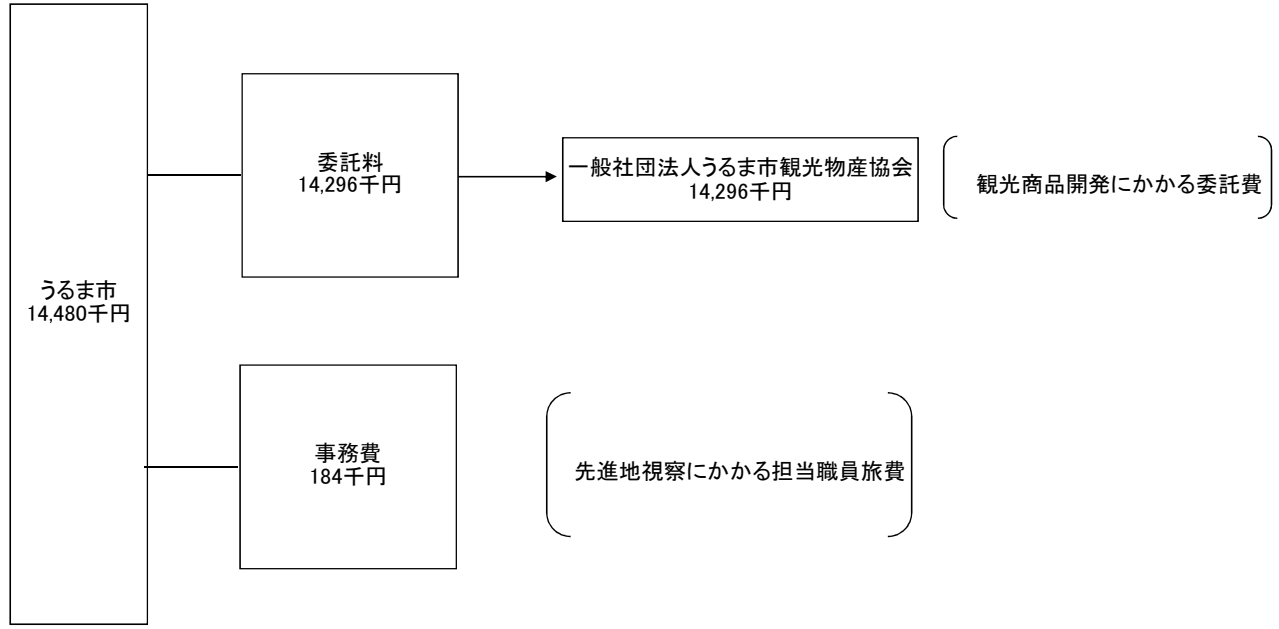 うるま市
14,480千円
委託料
14,296千円
一般社団法人うるま市観光物産協会
14,296千円
観光商品開発にかかる委託費
事務費
184千円
先進地視察にかかる担当職員旅費